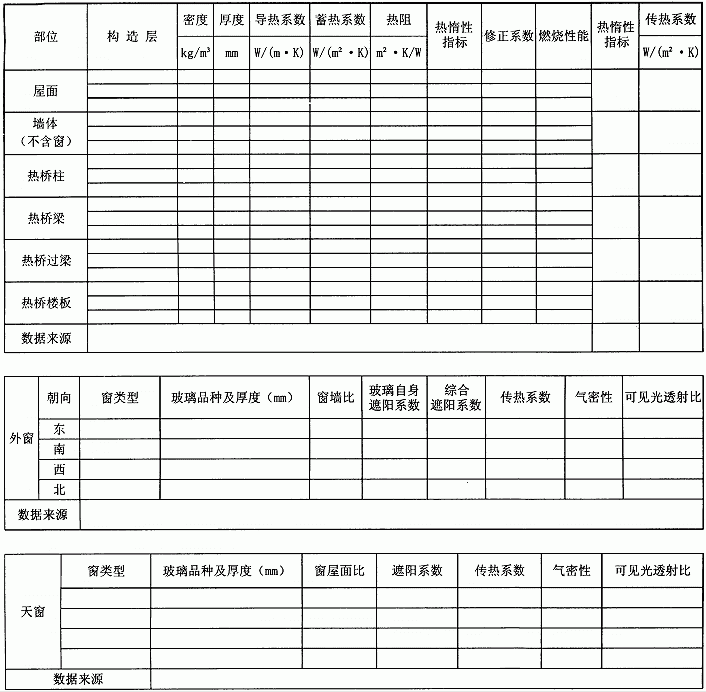 部位 构造层 密度 厚度 导热系数 蓄热系数 热阻 热惰性指标 修正系数 燃烧性能 热惰性指标 传热系数
kg/m³ mm W/(m·K) W/(m²·K) m²·K/W W/(m²·K)
屋面
墙体
(不含窗)
热桥柱
热桥梁
热桥过梁
热桥楼板
数据来源
外窗 朝向 窗类型 玻璃品种及厚度(mm) 窗墙比 玻璃自身遮阳系数 综合遮阳系数 传热系数 气密性 可见光透射比
东
南
西
北
数据来源
天窗 窗类型 玻璃品种及厚度(mm) 窗屋面比 遮阳系数 传热系数 气密性 可见光透射比
数据来源